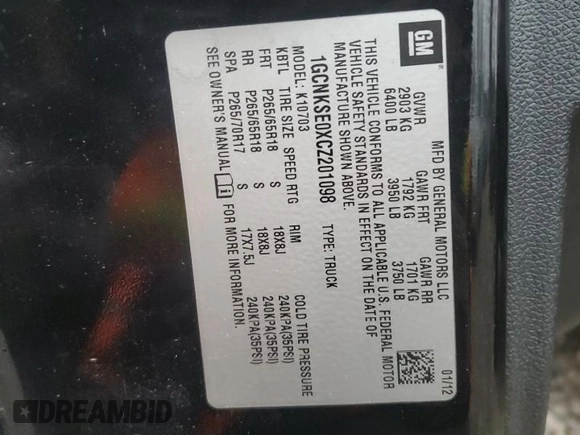 GM
®
MFD BY GENERAL MOTORS LLC 01/12
GVWR GAWR FRT GAWR RR
2903 KG 1792 KG 1701 KG
6400 LB 3950 LB 3750 LB
THIS VEHICLE CONFORMS TO ALL APPLICABLE U.S. FEDERAL MOTOR
VEHICLE SAFETY STANDARDS IN EFFECT ON THE DATE OF
MANUFACTURE SHOWN ABOVE.
1GCNKSE0XCZ201098 TYPE: TRUCK
MODEL: K10703
KBTL TIRE SIZE SPEED RTG RIM COLD TIRE PRESSURE
FRT P265/65R18 S 18X8J 240KPA(35PSI)
RR P265/65R18 S 18X8J 240KPA(35PSI)
SPA P265/70R17 S 17X7.5J 240KPA(35PSI)
SEE OWNER'S MANUAL FOR MORE INFORMATION.
DREAMBID